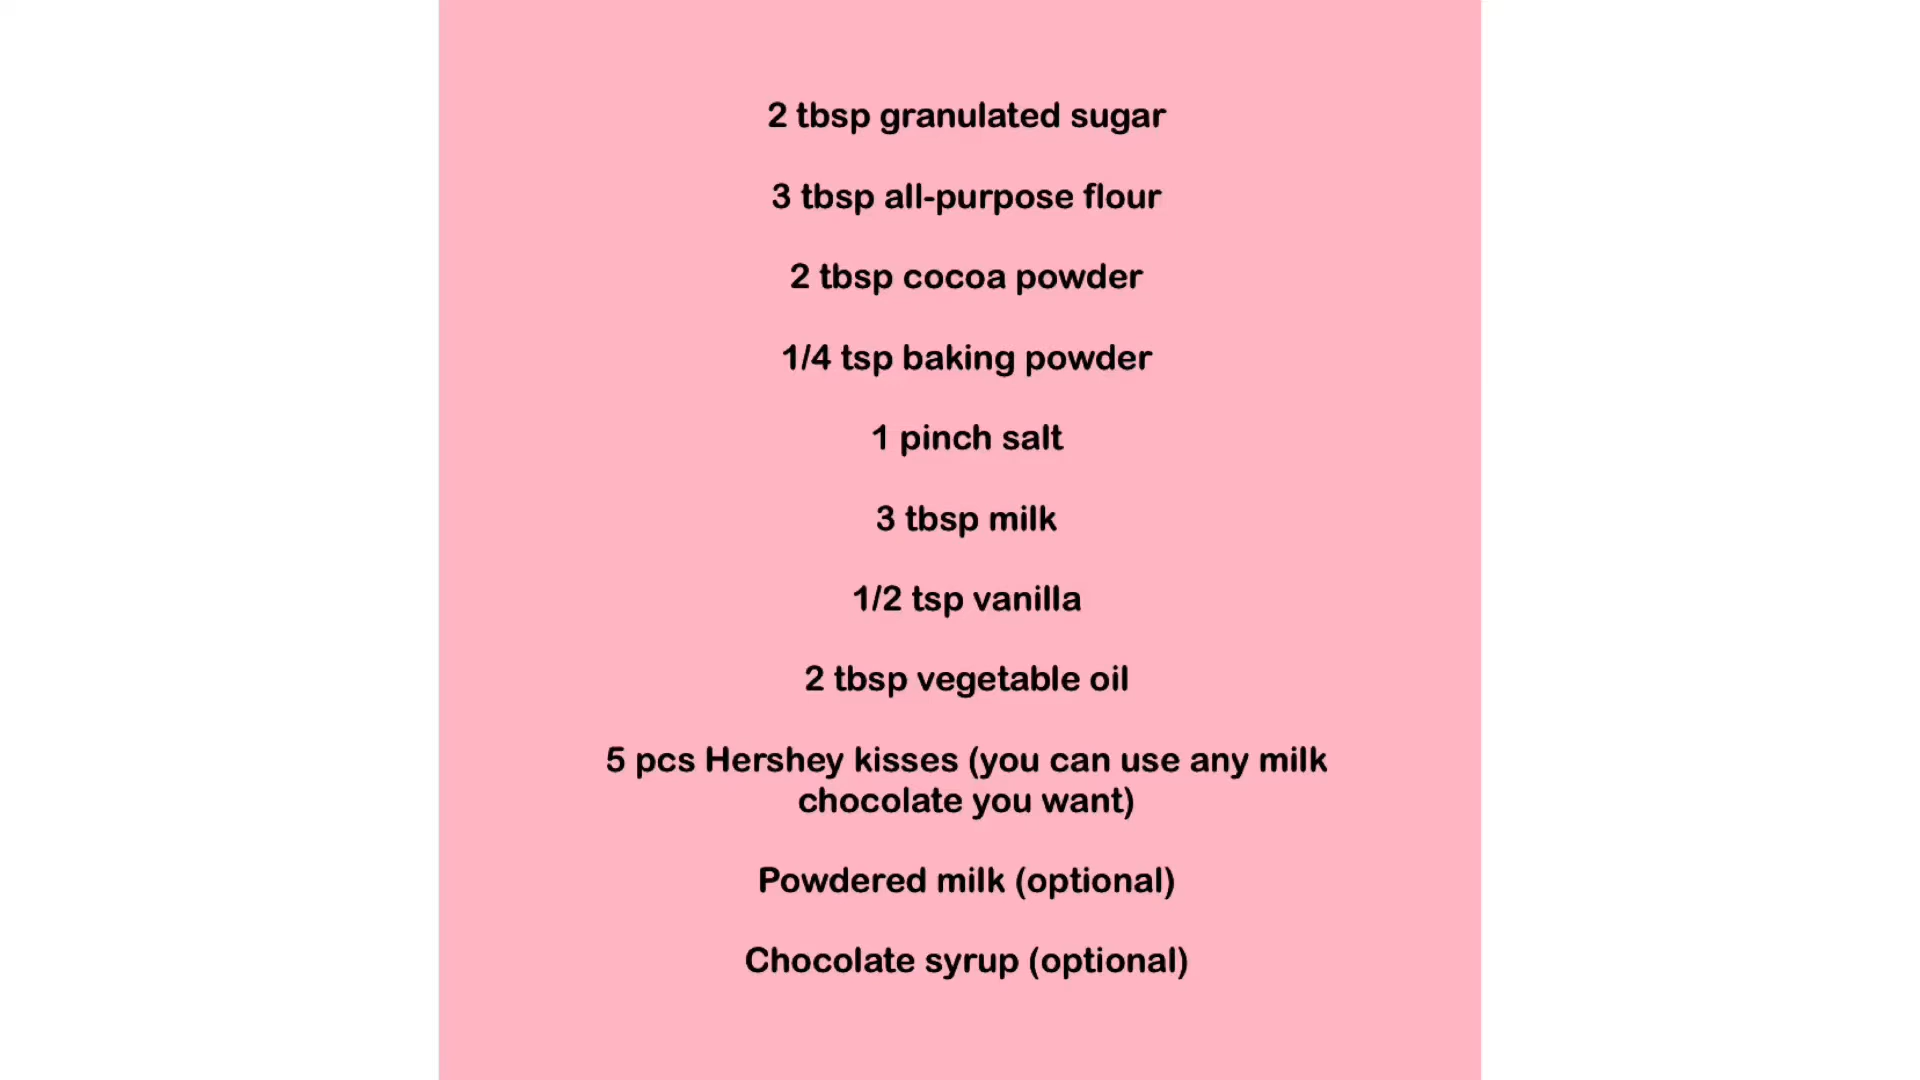 2 tbsp granulated sugar
3 tbsp all-purpose flour
2 tbsp cocoa powder
1/4 tsp baking powder
1 pinch salt
3 tbsp milk
1/2 tsp vanilla
2 tbsp vegetable oil
5 pcs Hershey kisses (you can use any milk
chocolate you want)
Powdered milk (optional)
Chocolate syrup (optional)